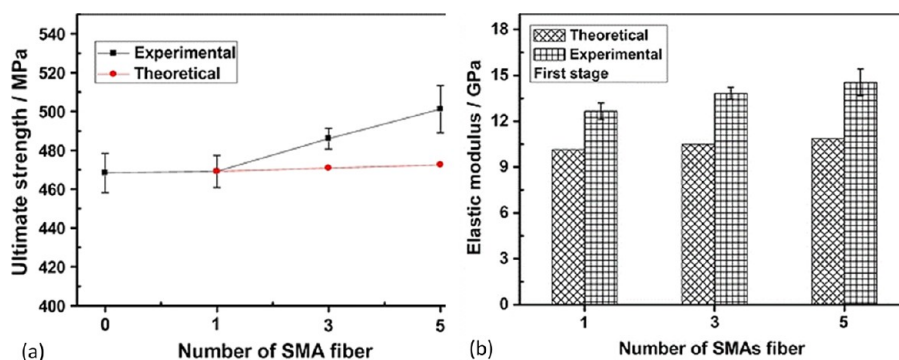 540
520
500
480
460
440
420
400
Ultimate strength / MPa
Experimental
Theoretical
0 1 3 5
(a) Number of SMA fiber
18
15
12
9
6
3
0
Elastic modulus / GPa
Theoretical
Experimental
First stage
1 3 5
(b) Number of SMAs fiber